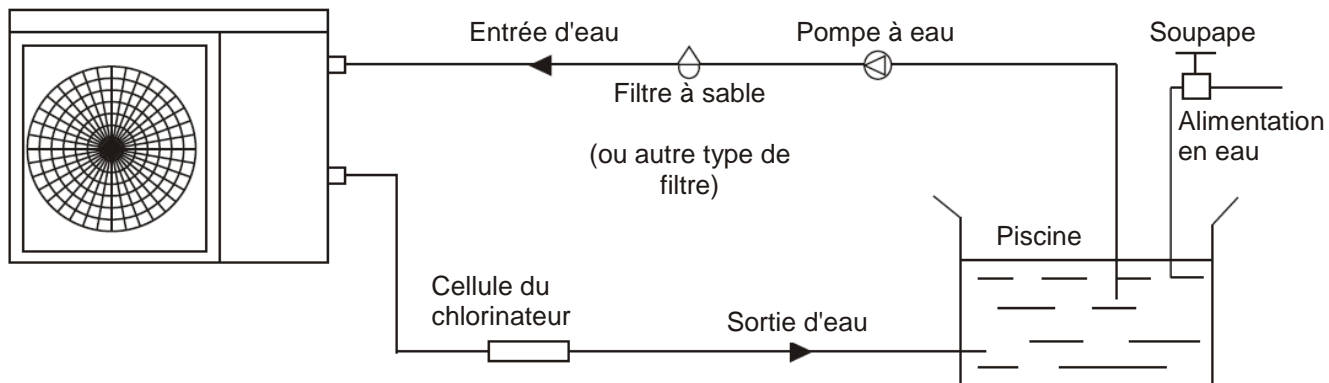 Entrée d'eau
Pompe à eau
Soupape
Filtre à sable
(ou autre type de
filtre)
Alimentation
en eau
Piscine
Cellule du
chlorinateur
Sortie d'eau